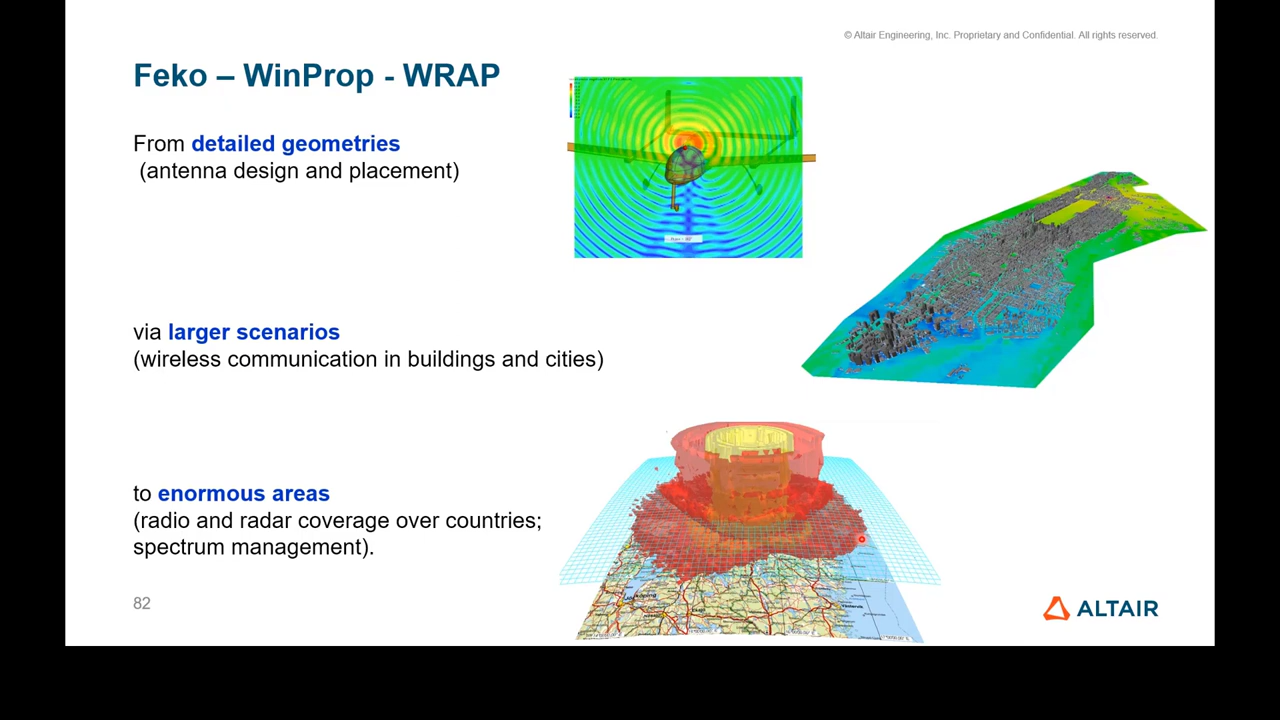 © Altair Engineering, Inc. Proprietary and Confidential. All rights reserved.
Feko – WinProp - WRAP
From detailed geometries
(antenna design and placement)
via larger scenarios
(wireless communication in buildings and cities)
to enormous areas
(radio and radar coverage over countries;
spectrum management).
82
ALTAIR